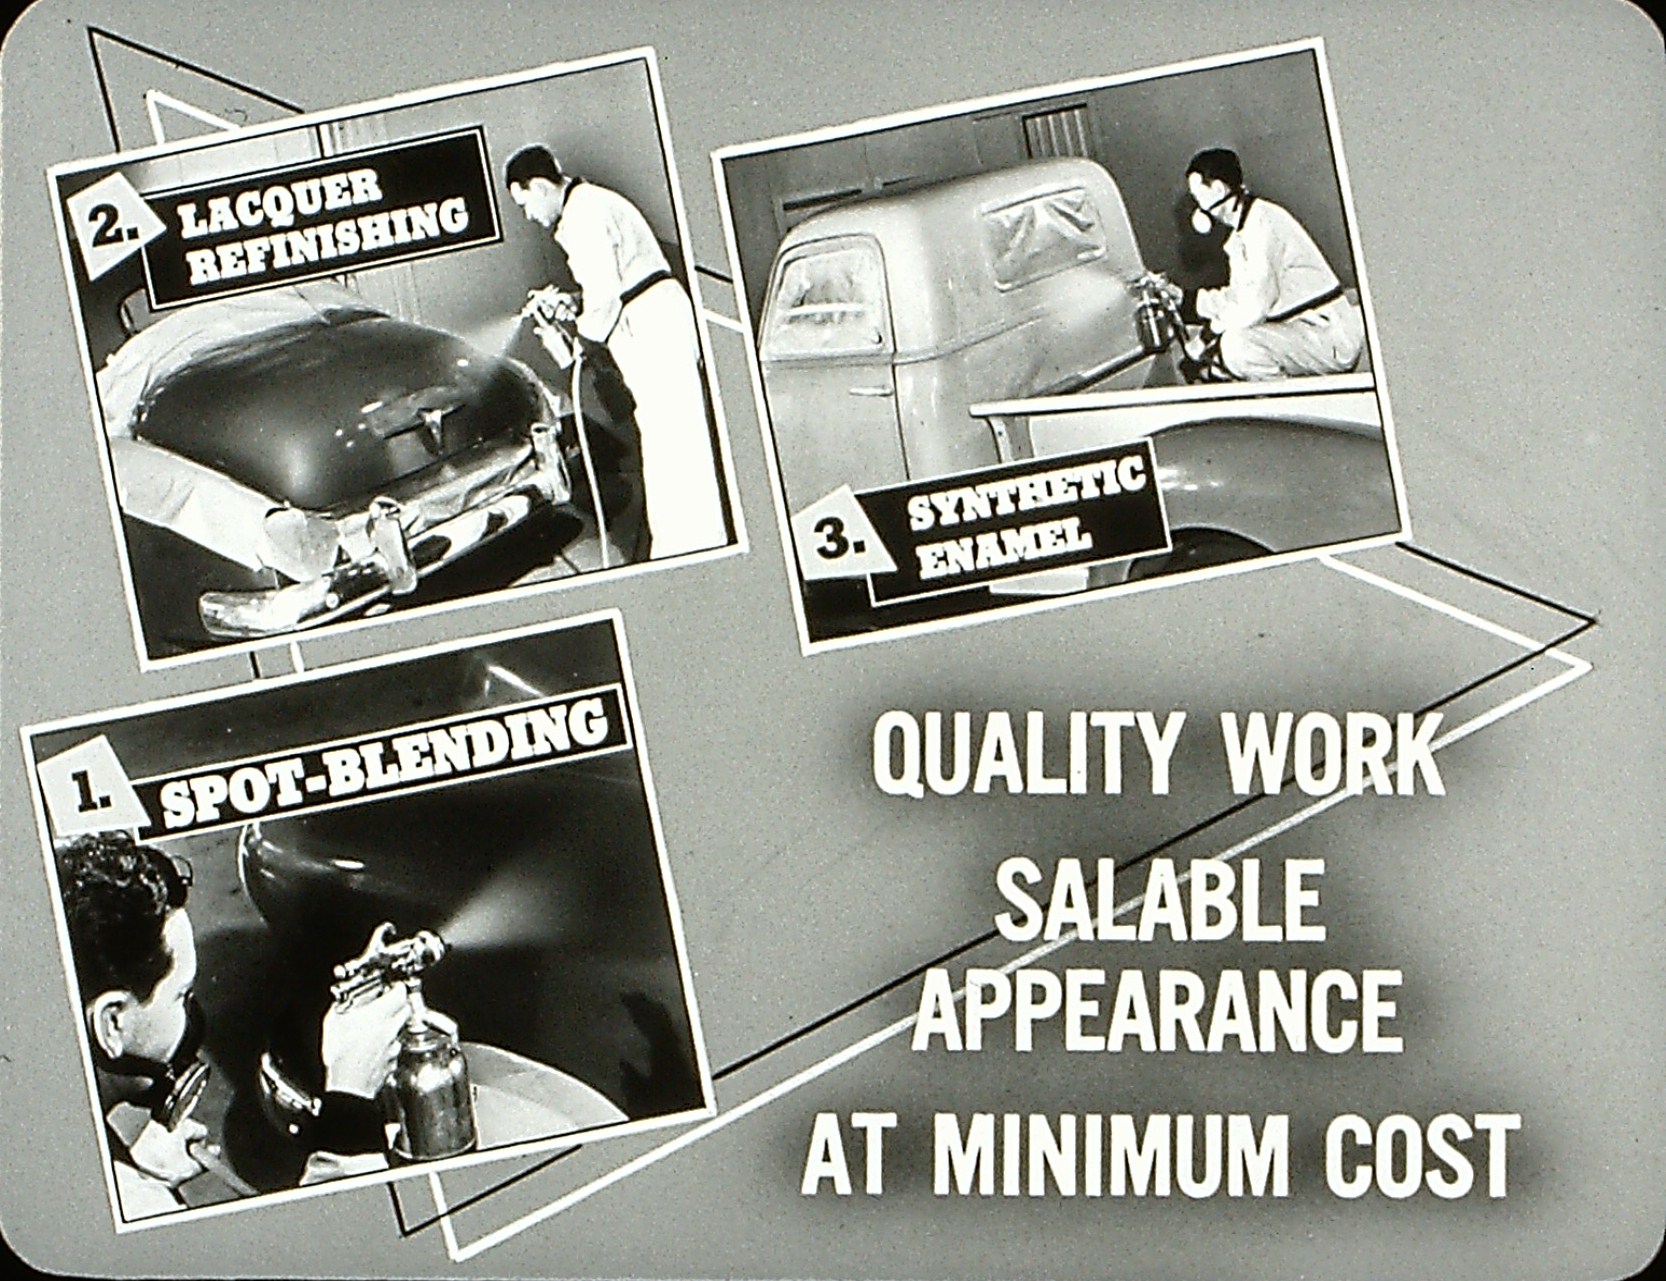 2. LACQUER
REFINISHING
3. SYNTHETIC
ENAMEL
1. SPOT-BLENDING
QUALITY WORK
SALABLE
APPEARANCE
AT MINIMUM COST